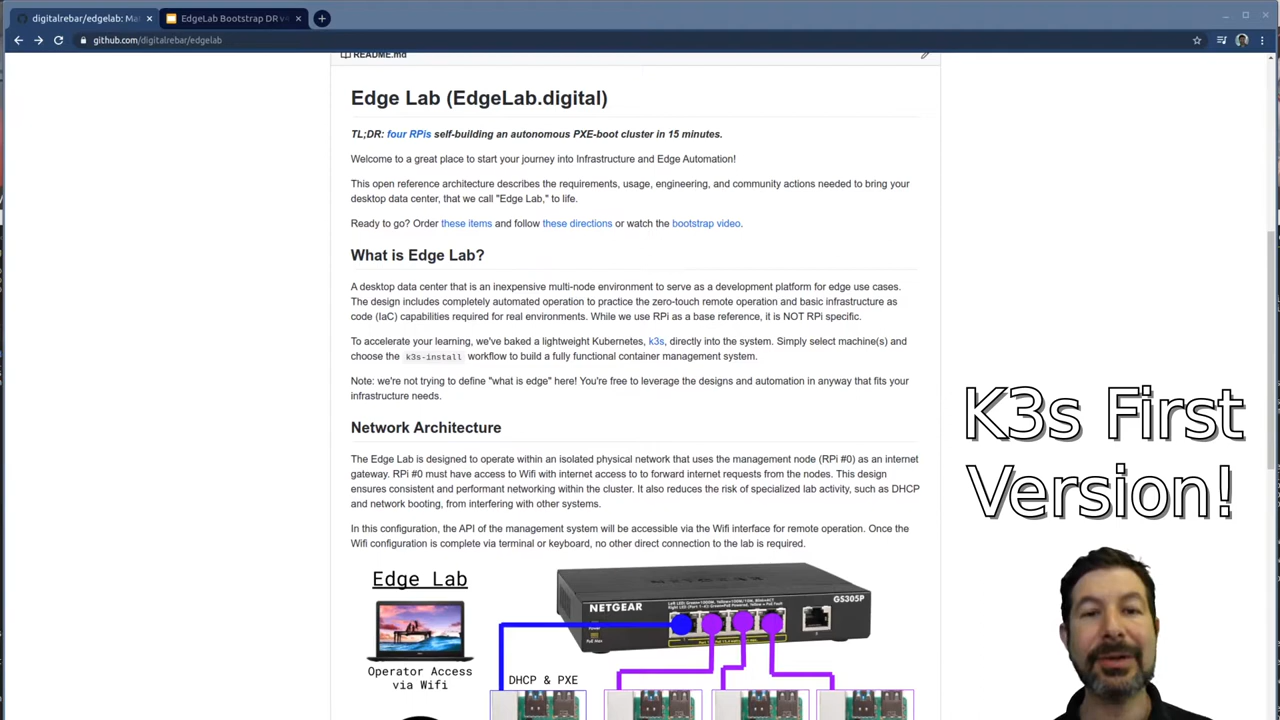 digitalrebar/edgelab: Ma
EdgeLab Bootstrap DR v4
github.com/digitalrebar/edgelab
README.md
Edge Lab (EdgeLab.digital)
TL;DR: four RPis self-building an autonomous PXE-boot cluster in 15 minutes.
Welcome to a great place to start your journey into Infrastructure and Edge Automation!
This open reference architecture describes the requirements, usage, engineering, and community actions needed to bring your
desktop data center, that we call "Edge Lab," to life.
Ready to go? Order these items and follow these directions or watch the bootstrap video.
What is Edge Lab?
A desktop data center that is an inexpensive multi-node environment to serve as a development platform for edge use cases.
The design includes completely automated operation to practice the zero-touch remote operation and basic infrastructure as
code (IaC) capabilities required for real environments. While we use RPi as a base reference, it is NOT RPi specific.
To accelerate your learning, we've baked a lightweight Kubernetes, k3s, directly into the system. Simply select machine(s) and
choose the k3s-install workflow to build a fully functional container management system.
Note: we're not trying to define "what is edge" here! You're free to leverage the designs and automation in anyway that fits your
infrastructure needs.
K3s First
Version!
Network Architecture
The Edge Lab is designed to operate within an isolated physical network that uses the management node (RPi #0) as an internet
gateway. RPi #0 must have access to Wifi with internet access to to forward internet requests from the nodes. This design
ensures consistent and performant networking within the cluster. It also reduces the risk of specialized lab activity, such as DHCP
and network booting, from interfering with other systems.
In this configuration, the API of the management system will be accessible via the Wifi interface for remote operation. Once the
Wifi configuration is complete via terminal or keyboard, no other direct connection to the lab is required.
Edge Lab
NETGEAR
NETGEAR
GS305P
Operator Access
via Wifi
DHCP & PXE